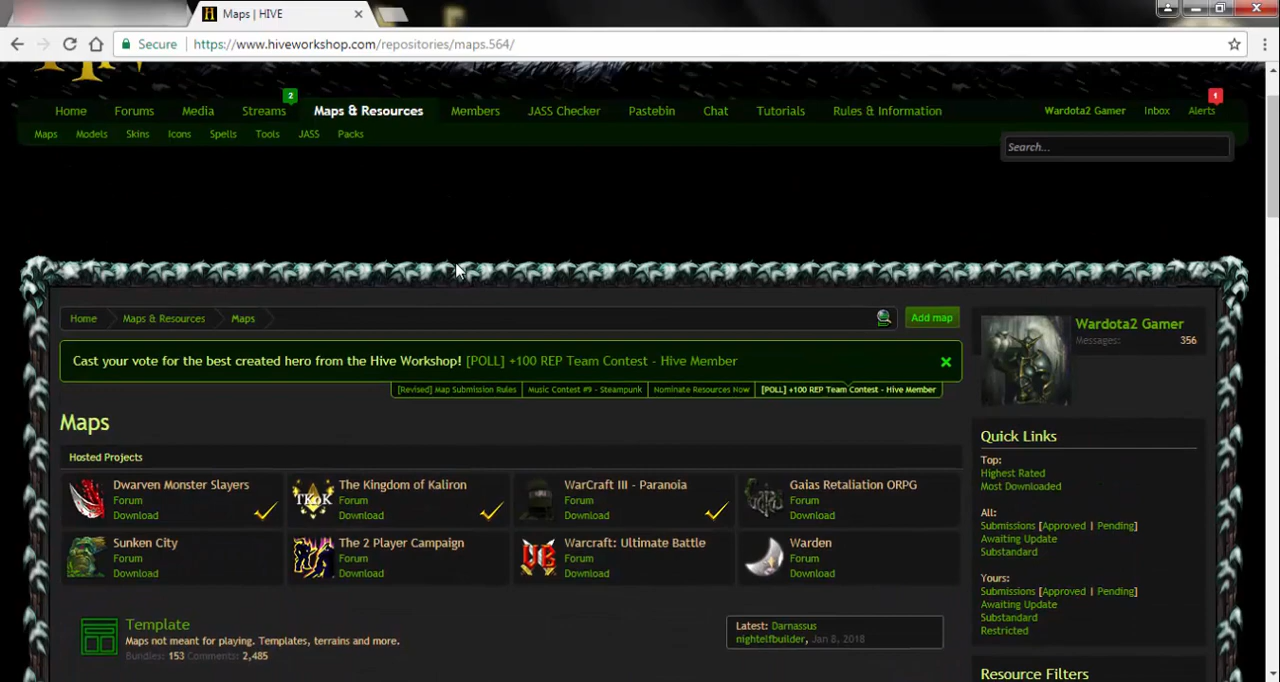 Maps | HIVE
Secure https://www.hiveworkshop.com/repositories/maps.564/
2
1
Home Forums Media Streams Maps & Resources Members JASS Checker Pastebin Chat Tutorials Rules & Information Wardota2 Gamer Inbox Alerts
Maps Models Skins Icons Spells Tools JASS Packs
Search...
Home Maps & Resources Maps Add map
Cast your vote for the best created hero from the Hive Workshop! [POLL] +100 REP Team Contest - Hive Member
[Revised] Map Submission Rules Music Contest #9 - Steampunk Nominate Resources Now [POLL] +100 REP Team Contest - Hive Member
Maps
Hosted Projects
Dwarven Monster Slayers
Forum
Download
TKoK
The Kingdom of Kaliron
Forum
Download
WarCraft III - Paranoia
Forum
Download
Gaias Retaliation ORPG
Forum
Download
Sunken City
Forum
Download
The 2 Player Campaign
Forum
Download
UB
Warcraft: Ultimate Battle
Forum
Download
Warden
Forum
Download
Template
Maps not meant for playing. Templates, terrains and more.
Bundles: 153 Comments: 2,485
Latest: Darnassus
nightelfbuilder, Jan 8, 2018
Wardota2 Gamer
Messages: 356
Quick Links
Top:
Highest Rated
Most Downloaded
All:
Submissions [Approved | Pending]
Awaiting Update
Substandard
Yours:
Submissions [Approved | Pending]
Awaiting Update
Substandard
Restricted
Resource Filters